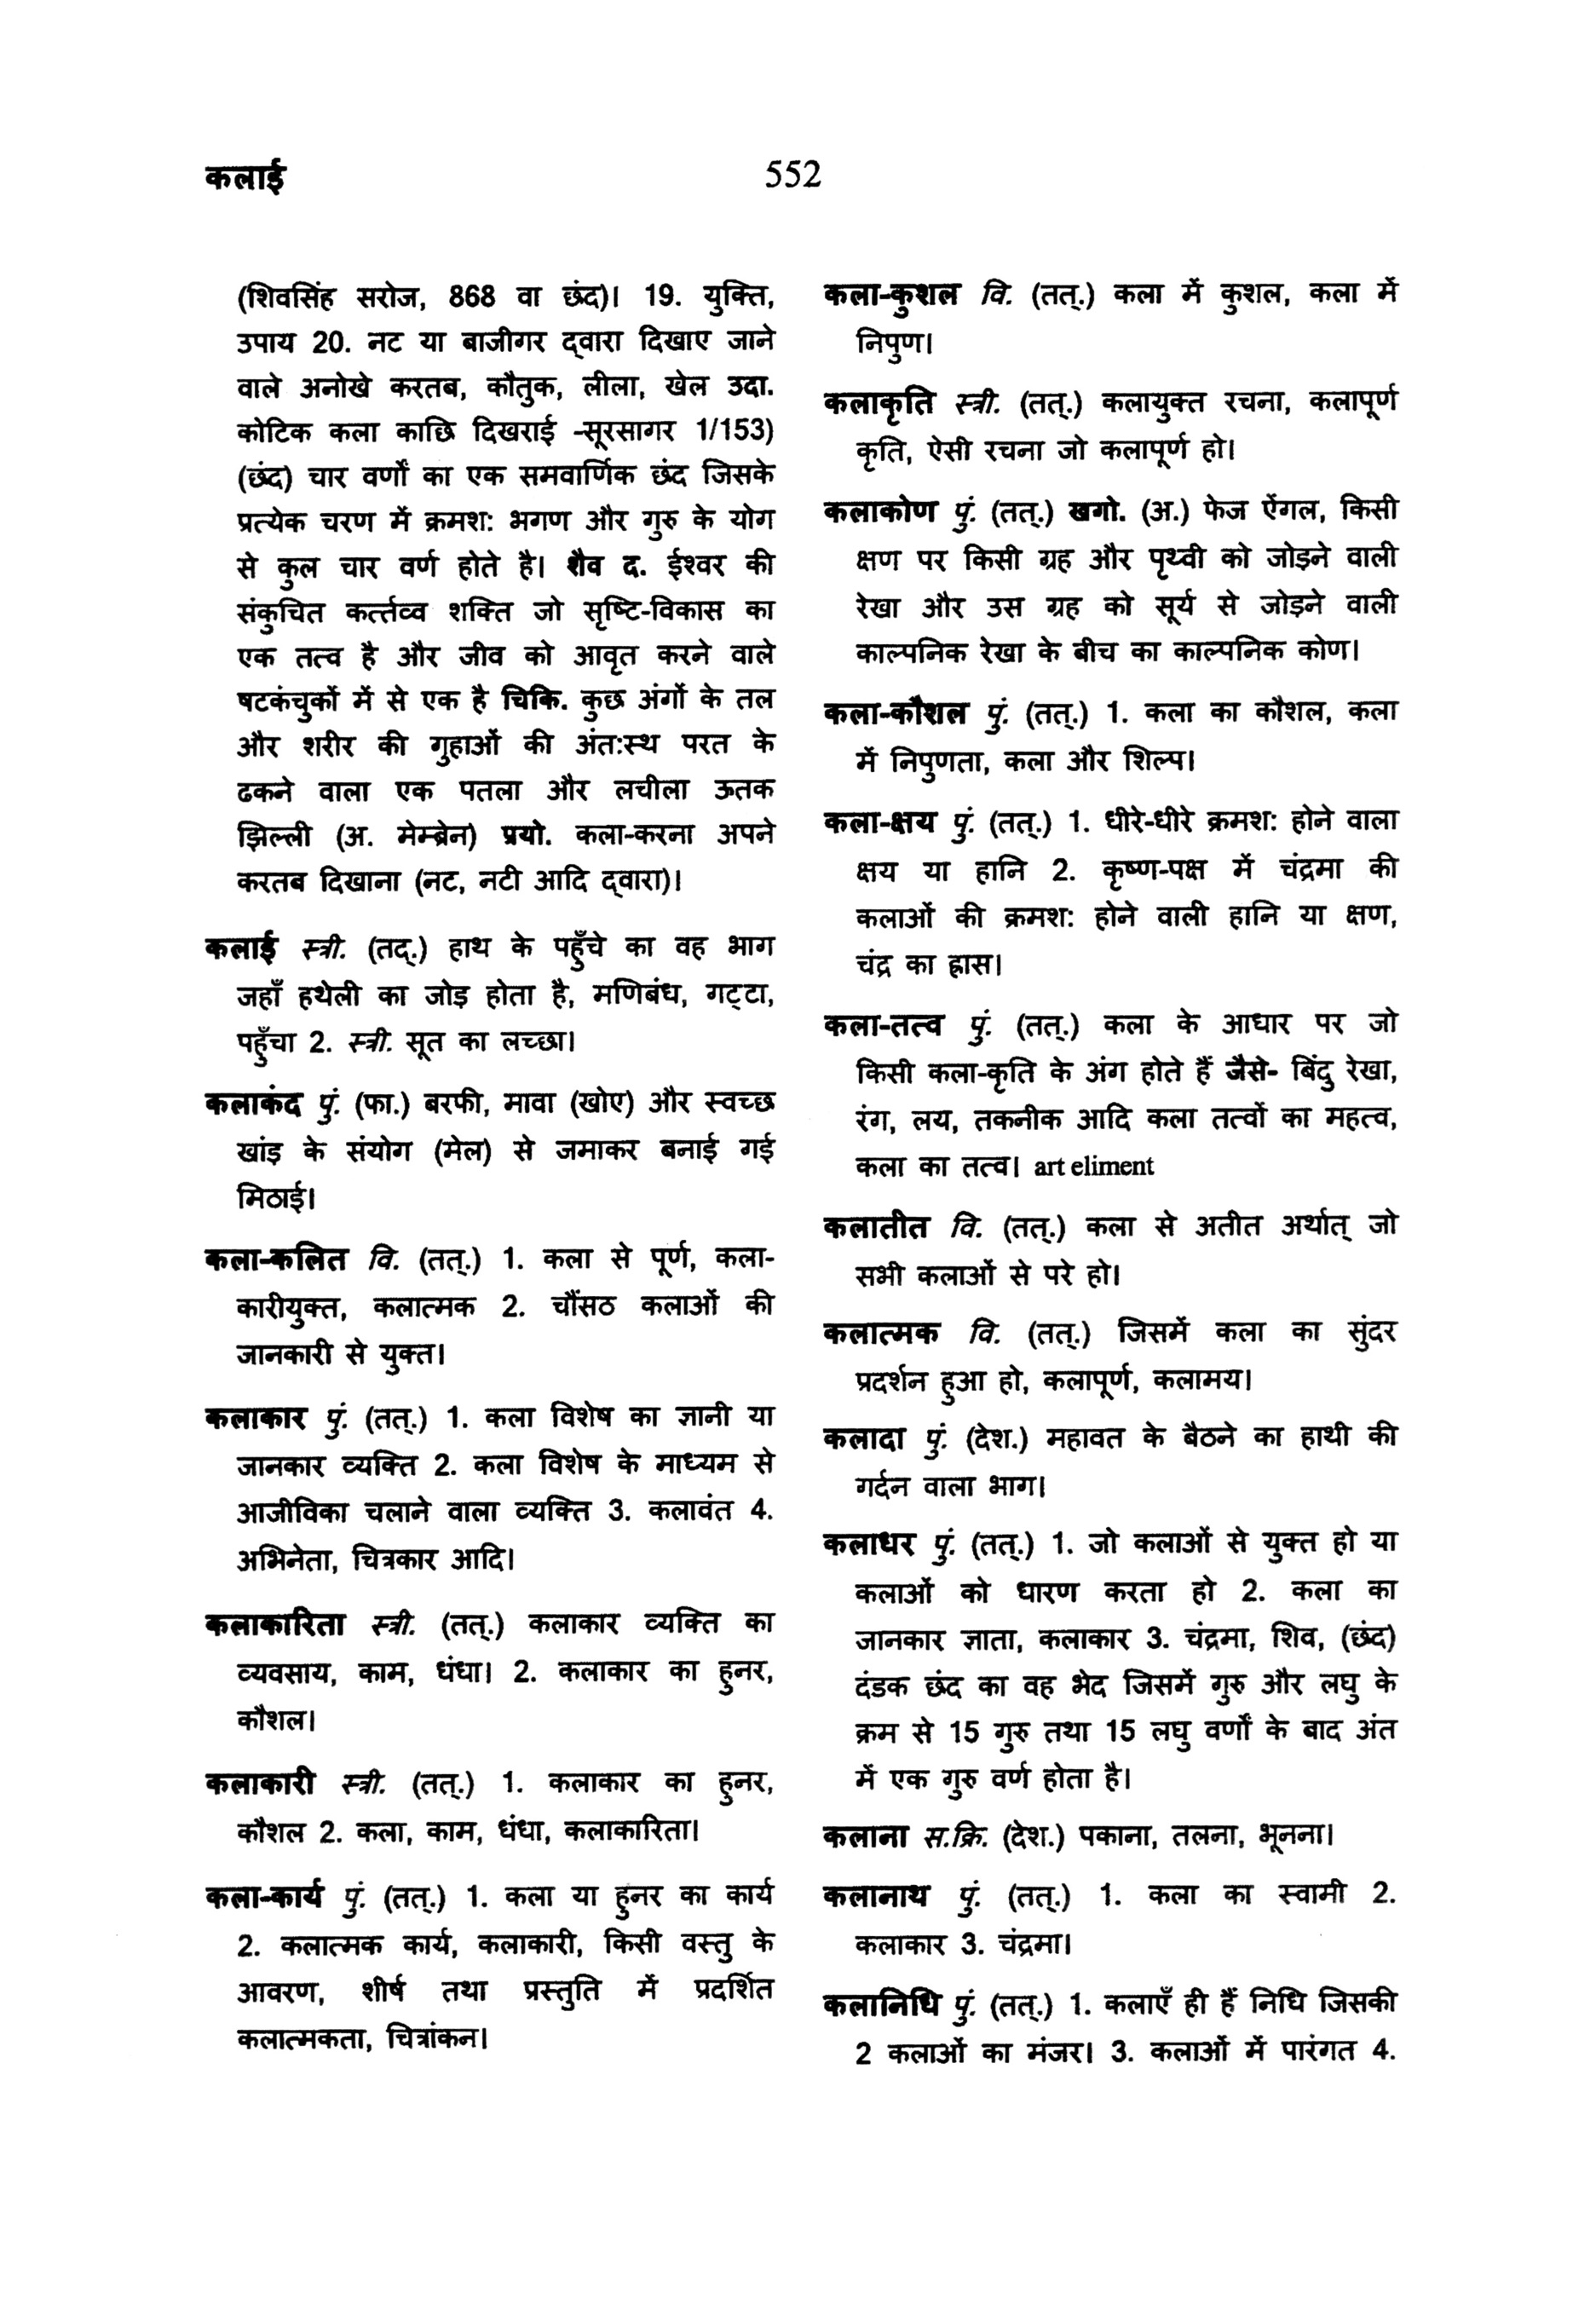 कलाई
552
(शिवसिंह सरोज, 868 वा छंद)। 19. युक्ति,
उपाय 20. नट या बाजीगर द्‌वारा दिखाए जाने
वाले अनोखे करतब, कौतुक, लीला, खेल उदा.
कोटिक कला काछि दिखराई -सूरसागर 1/153)
(छंद) चार वर्णों का एक समवार्णिक छंद जिसके
प्रत्येक चरण में क्रमश: भगण और गुरु के योग
से कुल चार वर्ण होते है। शैव द. ईश्वर की
संकुचित कर्त्तव्व शक्ति जो सृष्टि-विकास का
एक तत्व है और जीव को आवृत करने वाले
षटकंचुकों में से एक है चिकि. कुछ अंगों के तल
और शरीर की गुहाओं की अंत:स्थ परत के
ढकने वाला एक पतला और लचीला ऊतक
झिल्ली (अ. मेम्ब्रेन) प्रयो. कला-करना अपने
करतब दिखाना (नट, नटी आदि द्‌वारा)।
कलाई स्त्री. (तद्.) हाथ के पहुँचे का वह भाग
जहाँ हथेली का जोड़ होता है, मणिबंध, गट्‌टा,
पहुँचा 2. स्त्री. सूत का लच्छा।
कलाकंद पुं. (फा.) बरफी, मावा (खोए) और स्वच्छ
खांड़ के संयोग (मेल) से जमाकर बनाई गई
मिठाई।
कला-कलित वि. (तत्.) 1. कला से पूर्ण, कला-
कारीयुक्त, कलात्मक 2. चौंसठ कलाओं की
जानकारी से युक्त।
कलाकार पुं. (तत्.) 1. कला विशेष का ज्ञानी या
जानकार व्यक्ति 2. कला विशेष के माध्यम से
आजीविका चलाने वाला व्यक्ति 3. कलावंत 4.
अभिनेता, चित्रकार आदि।
कलाकारिता स्त्री. (तत्.) कलाकार व्यक्ति का
व्यवसाय, काम, धंधा। 2. कलाकार का हुनर,
कौशल।
कलाकारी स्त्री. (तत्.) 1. कलाकार का हुनर,
कौशल 2. कला, काम, धंधा, कलाकारिता।
कला-कार्य पुं. (तत्.) 1. कला या हुनर का कार्य
2. कलात्मक कार्य, कलाकारी, किसी वस्तु के
आवरण, शीर्ष तथा प्रस्तुति में प्रदर्शित
कलात्मकता, चित्रांकन।
कला-कुशल वि. (तत्.) कला में कुशल, कला में
निपुण।
कलाकृति स्त्री. (तत्.) कलायुक्त रचना, कलापूर्ण
कृति, ऐसी रचना जो कलापूर्ण हो।
कलाकोण पुं. (तत्.) खगो. (अ.) फेज ऐंगल, किसी
क्षण पर किसी ग्रह और पृथ्वी को जोड़ने वाली
रेखा और उस ग्रह को सूर्य से जोड़ने वाली
काल्पनिक रेखा के बीच का काल्पनिक कोण।
कला-कौशल पुं. (तत्.) 1. कला का कौशल, कला
में निपुणता, कला और शिल्प।
कला-क्षय पुं. (तत्.) 1. धीरे-धीरे क्रमश: होने वाला
क्षय या हानि 2. कृष्ण-पक्ष में चंद्रमा की
कलाओं की क्रमश: होने वाली हानि या क्षण,
चंद्र का ह्रास।
कला-तत्व पुं. (तत्.) कला के आधार पर जो
किसी कला-कृति के अंग होते हैं जैसे- बिंदु रेखा,
रंग, लय, तकनीक आदि कला तत्वों का महत्व,
कला का तत्व। art eliment
कलातीत वि. (तत्.) कला से अतीत अर्थात् जो
सभी कलाओं से परे हो।
कलात्मक वि. (तत्.) जिसमें कला का सुंदर
प्रदर्शन हुआ हो, कलापूर्ण, कलामय।
कलादा पुं. (देश.) महावत के बैठने का हाथी की
गर्दन वाला भाग।
कलाधर पुं. (तत्.) 1. जो कलाओं से युक्त हो या
कलाओं को धारण करता हो 2. कला का
जानकार ज्ञाता, कलाकार 3. चंद्रमा, शिव, (छंद)
दंडक छंद का वह भेद जिसमें गुरु और लघु के
क्रम से 15 गुरु तथा 15 लघु वर्णों के बाद अंत
में एक गुरु वर्ण होता है।
कलाना स.क्रि. (देश.) पकाना, तलना, भूनना।
कलानाथ पुं. (तत्.) 1. कला का स्वामी 2.
कलाकार 3. चंद्रमा।
कलानिधि पुं. (तत्.) 1. कलाएँ ही हैं निधि जिसकी
2 कलाओं का मंजर। 3. कलाओं में पारंगत 4.